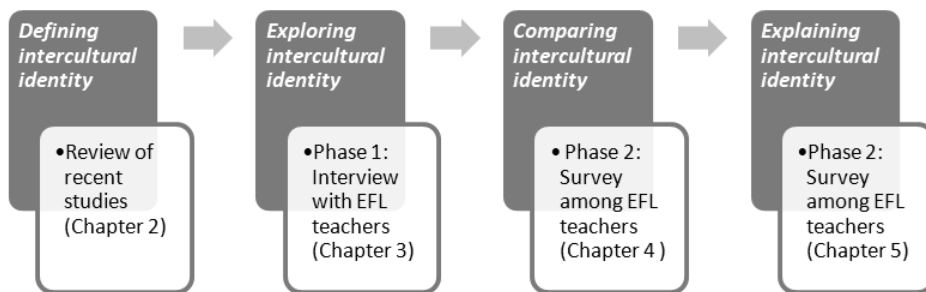 Defining
intercultural
identity
•Review of
recent
studies
(Chapter 2)
Exploring
intercultural
identity
•Phase 1:
Interview
with EFL
teachers
(Chapter 3)
Comparing
intercultural
identity
• Phase 2:
Survey
among EFL
teachers
(Chapter 4 )
Explaining
intercultural
identity
•Phase 2:
Survey
among EFL
teachers
(Chapter 5)